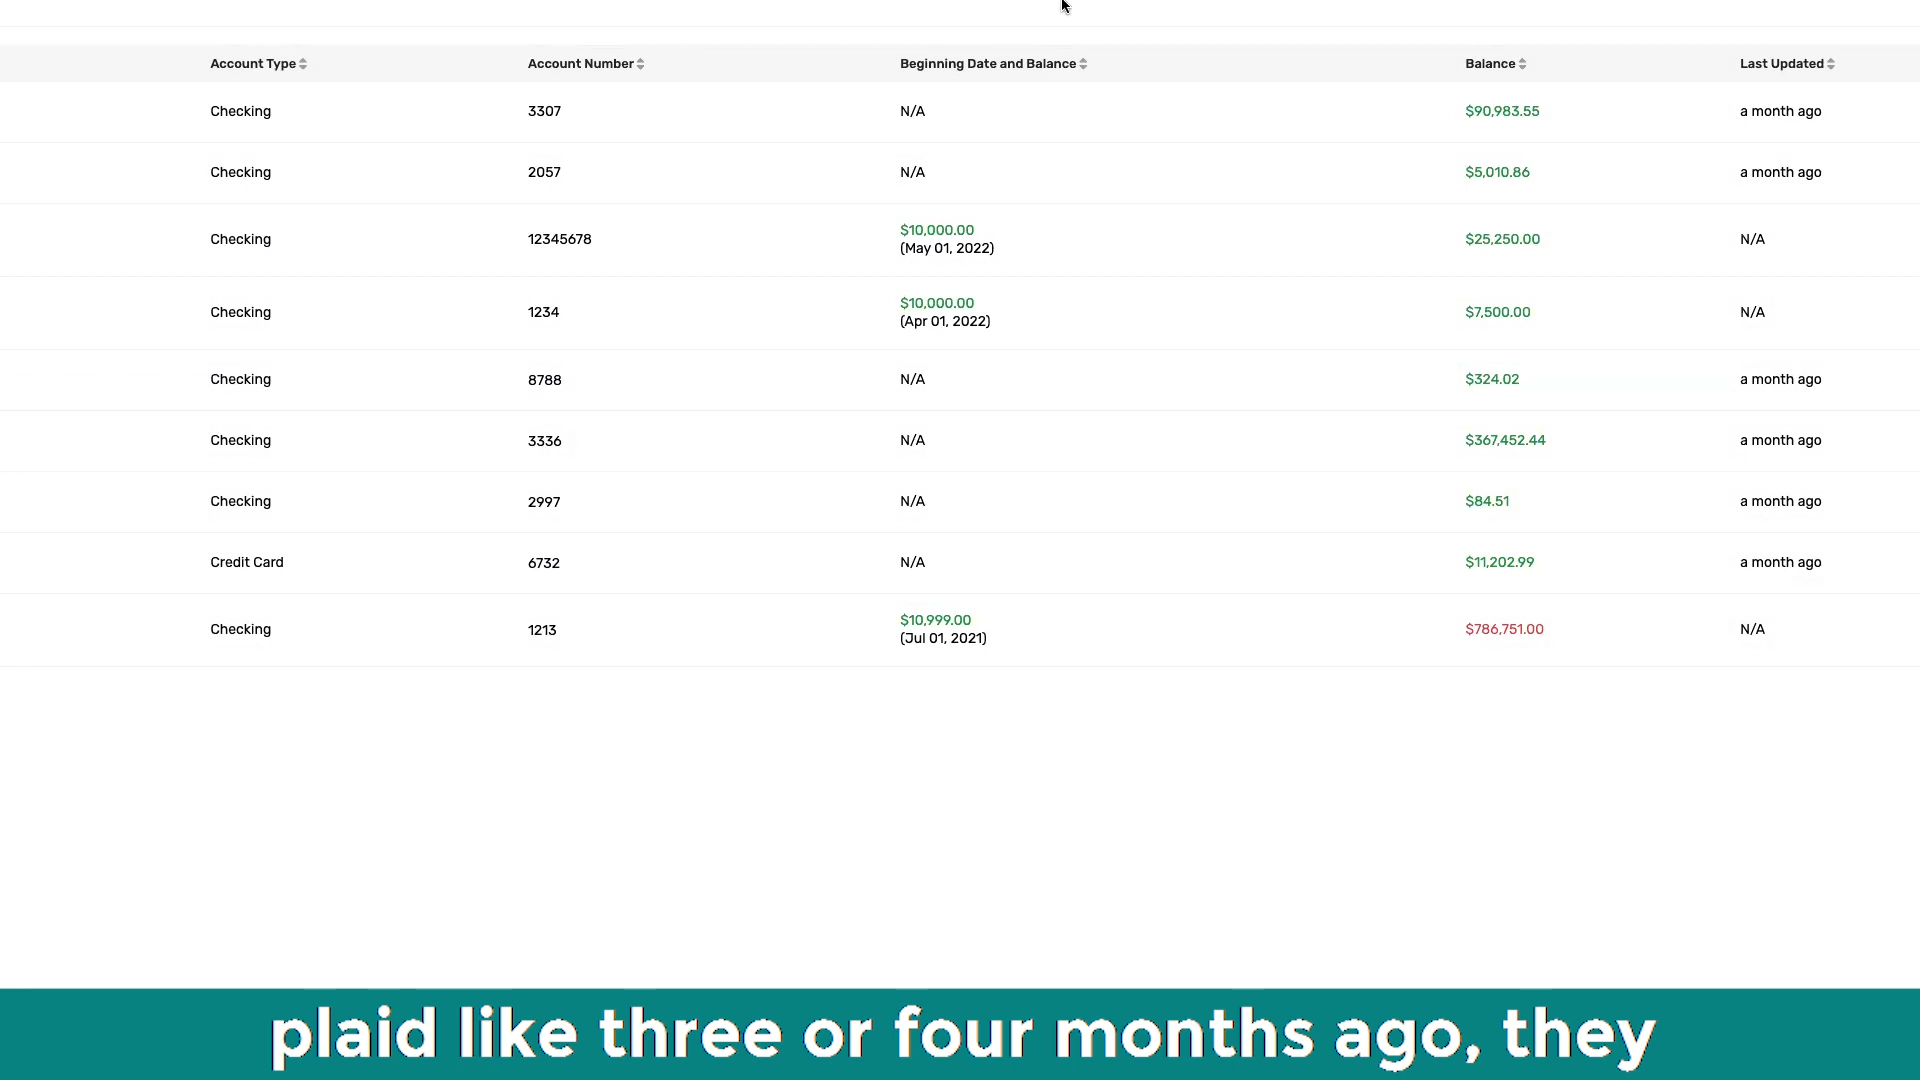 Account Type Account Number Beginning Date and Balance Balance Last Updated
Checking 3307 N/A $90,983.55 a month ago
Checking 2057 N/A $5,010.86 a month ago
Checking 12345678 $10,000.00 (May 01, 2022) $25,250.00 N/A
Checking 1234 $10,000.00 (Apr 01, 2022) $7,500.00 N/A
Checking 8788 N/A $324.02 a month ago
Checking 3336 N/A $367,452.44 a month ago
Checking 2997 N/A $84.51 a month ago
Credit Card 6732 N/A $11,202.99 a month ago
Checking 1213 $10,999.00 (Jul 01, 2021) $786,751.00 N/A
plaid like three or four months ago, they